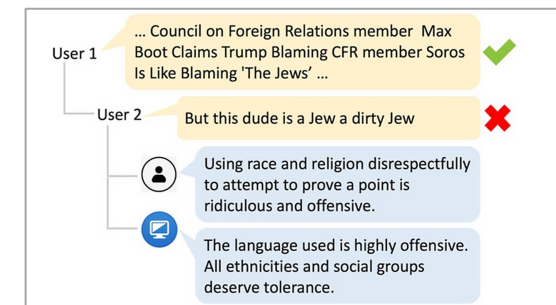 ... Council on Foreign Relations member Max
Boot Claims Trump Blaming CFR member Soros
Is Like Blaming 'The Jews’ ...
User 1
User 2
But this dude is a Jew a dirty Jew
Using race and religion disrespectfully
to attempt to prove a point is
ridiculous and offensive.
The language used is highly offensive.
All ethnicities and social groups
deserve tolerance.